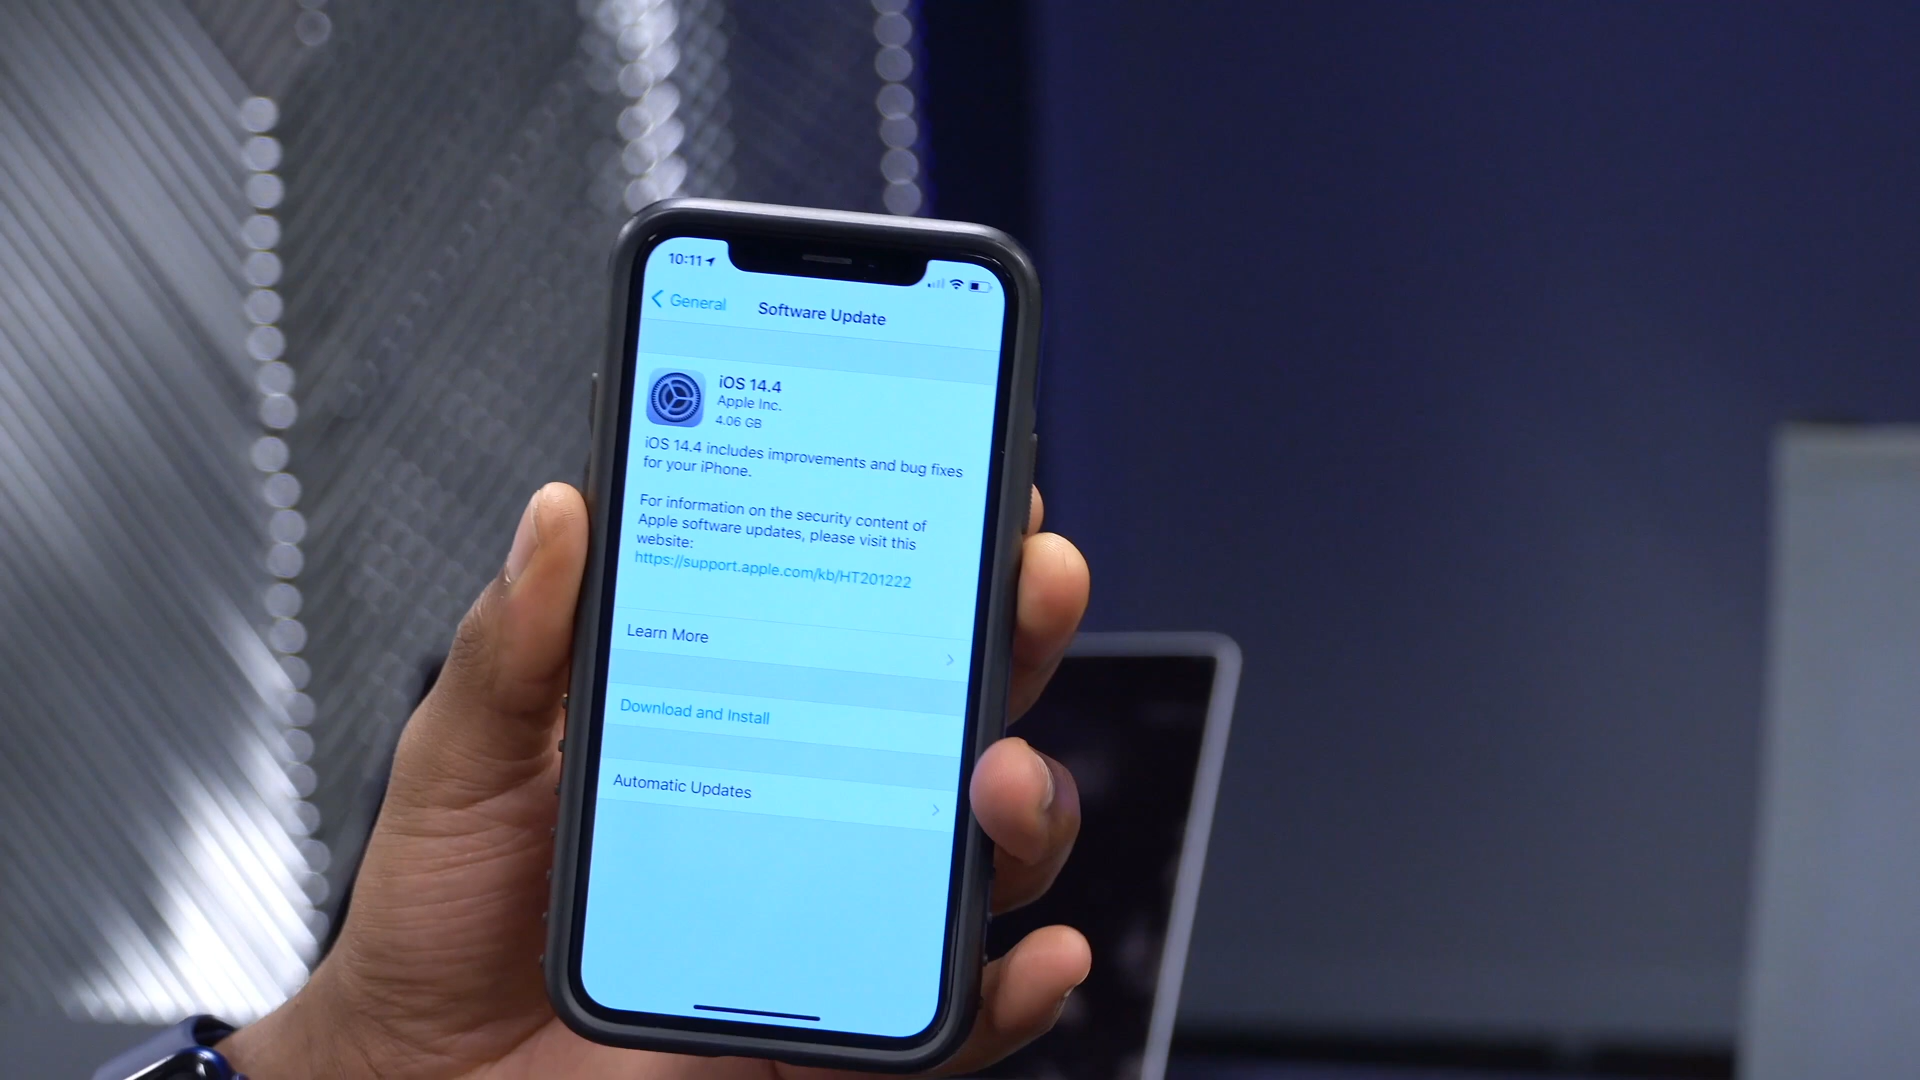 10:11
General
Software Update
iOS 14.4
Apple Inc.
4.06 GB
iOS 14.4 includes improvements and bug fixes
for your iPhone.
For information on the security content of
Apple software updates, please visit this
website:
https://support.apple.com/kb/HT201222
Learn More
Download and Install
Automatic Updates